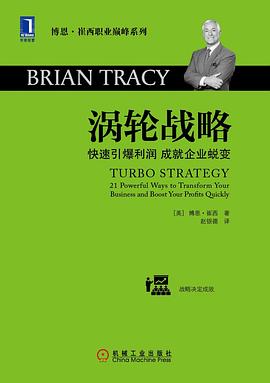 博恩·崔西职业巅峰系列
BRIAN TRACY
涡轮战略
快速引爆利润 成就企业蜕变
TURBO STRATEGY
21 Powerful Ways to Transform Your
Business and Boost Your Profits Quickly
[美] 博恩·崔西 著
赵银德 译
战略决定成败
机械工业出版社
China Machine Press